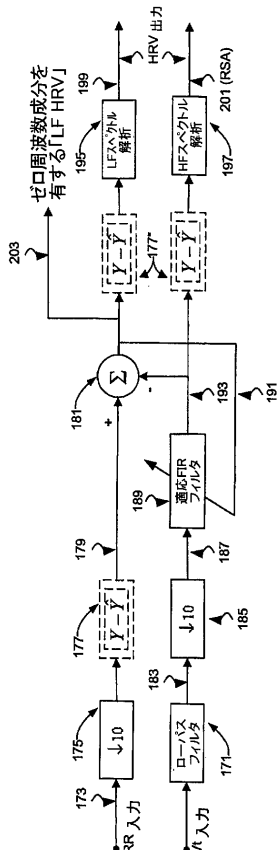 ゼロ周波数成分を
有する「LF HRV」
203
RR 入力
173
175
↓10
177
Y−Ŷ
179
+
181
Σ
-
Y−Ŷ
177"
195
LFスペクトル
解析
199
HRV 出力
入力
ローパス
フィルタ
171
183
↓10
185
187
189
適応FIR
フィルタ
193
191
Y−Ŷ
HFスペクトル
解析
197
201 (RSA)